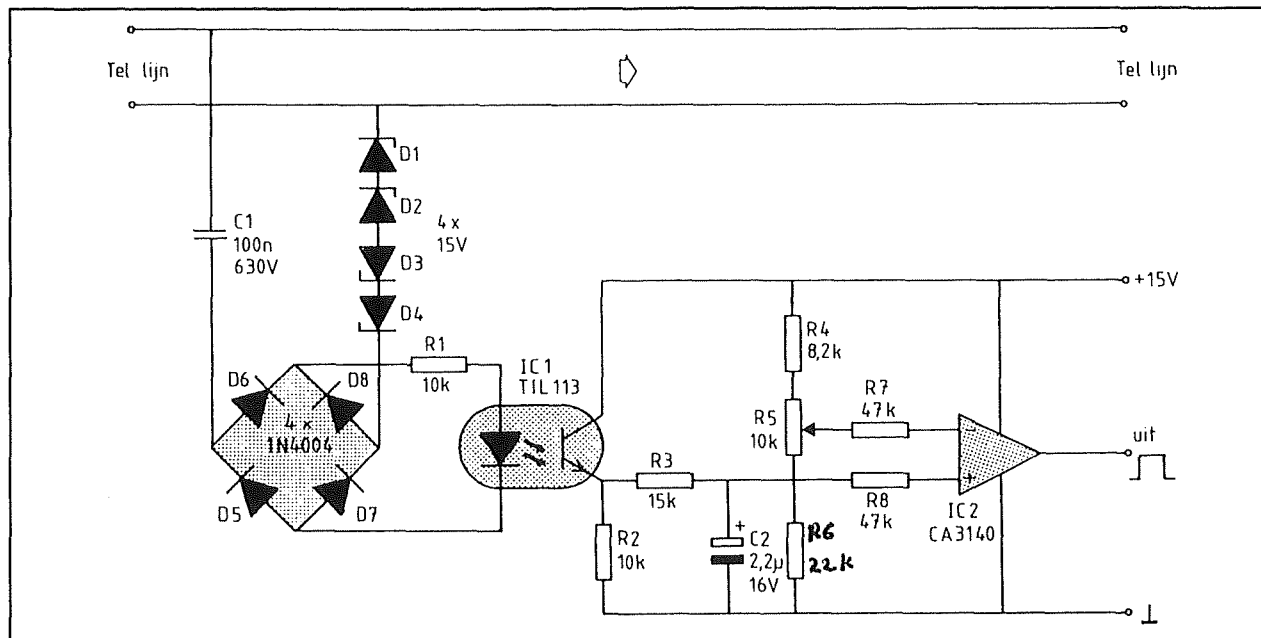 Tel lijn
Tel lijn
D1
D2
4 x
15V
D3
D4
C1
100n
630V
+15V
R1
10k
IC1
TIL113
R4
8,2k
D6
D8
4 x
1N4004
D5
D7
R5
10k
R7
47k
-
+
uit
R3
15k
R8
47k
IC2
CA3140
R2
10k
+
C2
2,2µ
16V
R6
22k